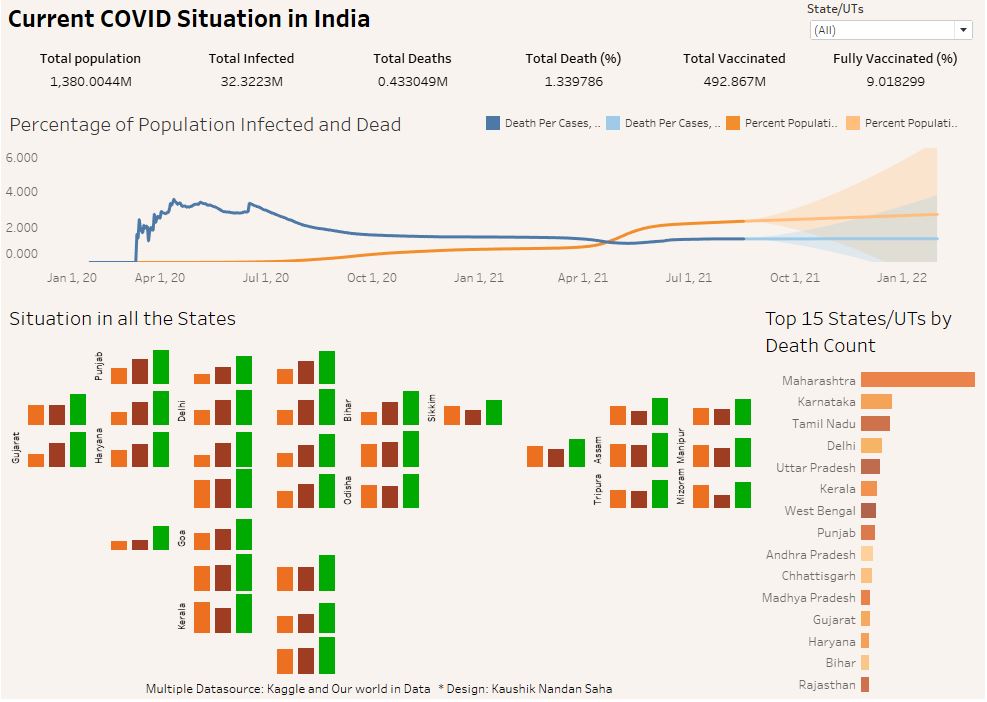 Current COVID Situation in India
State/UTs
(All)
Total population
Total Infected
Total Deaths
Total Death (%)
Total Vaccinated
Fully Vaccinated (%)
1,380.0044M
32.3223M
0.433049M
1.339786
492.867M
9.018299
Percentage of Population Infected and Dead
Death Per Cases, ..
Death Per Cases, ..
Percent Populati..
Percent Populati..
6.000
4.000
2.000
0.000
Jan 1, 20
Apr 1, 20
Jul 1, 20
Oct 1, 20
Jan 1, 21
Apr 1, 21
Jul 1, 21
Oct 1, 21
Jan 1, 22
Situation in all the States
Punjab
Delhi
Bihar
Sikkim
Gujarat
Haryana
Assam
Manipur
Odisha
Tripura
Mizoram
Goa
Kerala
Top 15 States/UTs by
Death Count
Maharashtra
Karnataka
Tamil Nadu
Delhi
Uttar Pradesh
Kerala
West Bengal
Punjab
Andhra Pradesh
Chhattisgarh
Madhya Pradesh
Gujarat
Haryana
Bihar
Rajasthan
Multiple Datasource: Kaggle and Our world in Data * Design: Kaushik Nandan Saha